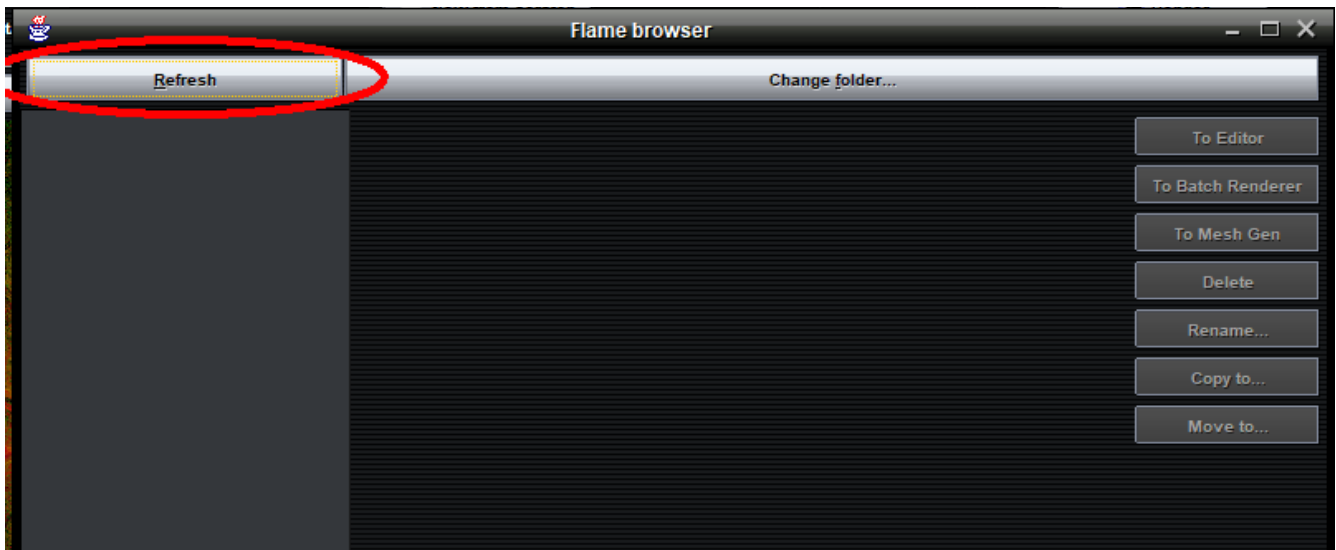 Flame browser
Refresh
Change folder...
To Editor
To Batch Renderer
To Mesh Gen
Delete
Rename...
Copy to...
Move to...